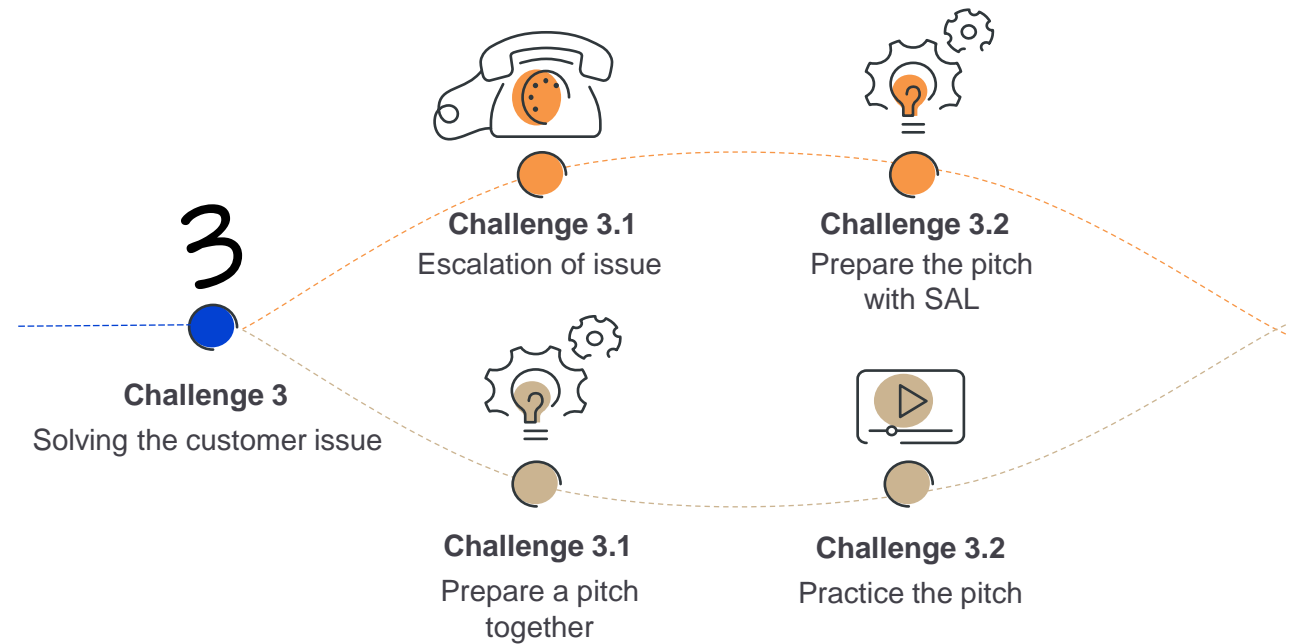 3
Challenge 3
Solving the customer issue
Challenge 3.1
Escalation of issue
Challenge 3.2
Prepare the pitch
with SAL
Challenge 3.1
Prepare a pitch
together
Challenge 3.2
Practice the pitch